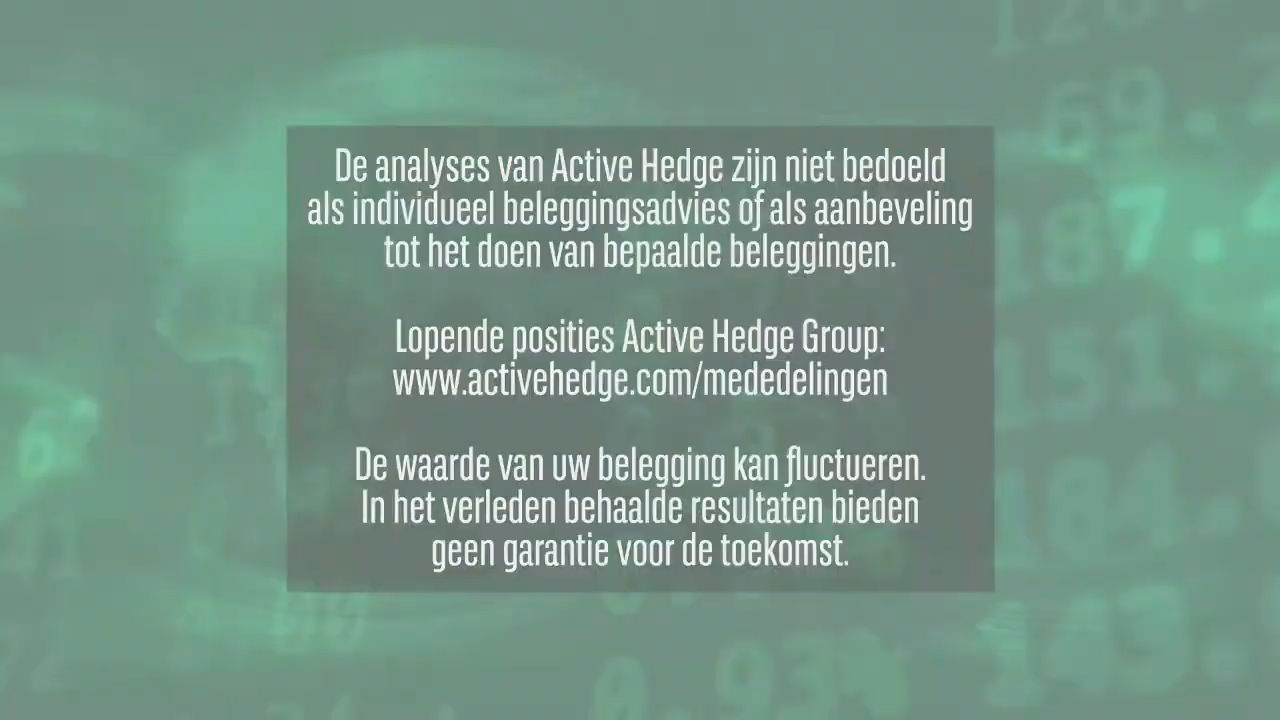 De analyses van Active Hedge zijn niet bedoeld
als individueel beleggingsadvies of als aanbeveling
tot het doen van bepaalde beleggingen.
Lopende posities Active Hedge Group:
www.activehedge.com/mededelingen
De waarde van uw belegging kan fluctueren.
In het verleden behaalde resultaten bieden
geen garantie voor de toekomst.